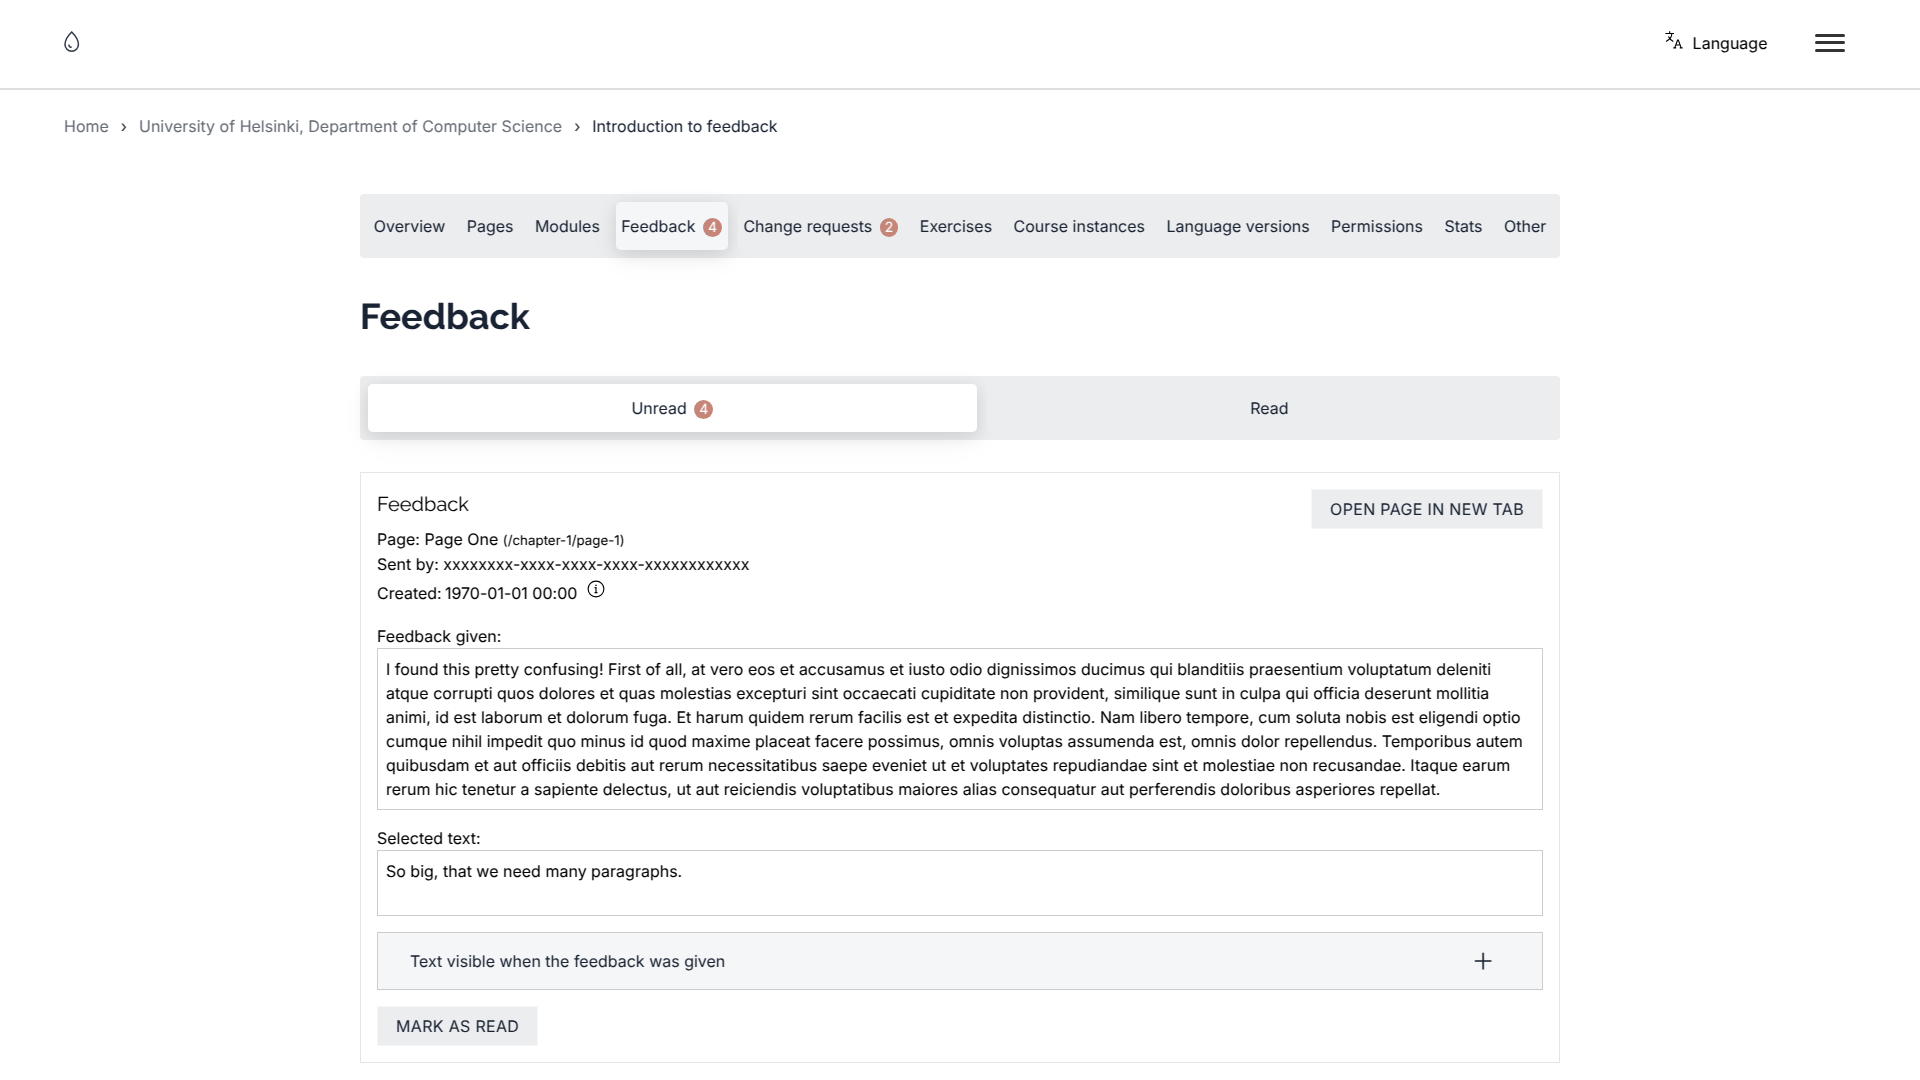 Language
Home › University of Helsinki, Department of Computer Science › Introduction to feedback
Overview Pages Modules Feedback 4 Change requests 2 Exercises Course instances Language versions Permissions Stats Other
Feedback
Unread 4 Read
Feedback
OPEN PAGE IN NEW TAB
Page: Page One (/chapter-1/page-1)
Sent by: xxxxxxxx-xxxx-xxxx-xxxx-xxxxxxxxxxxx
Created: 1970-01-01 00:00
Feedback given:
I found this pretty confusing! First of all, at vero eos et accusamus et iusto odio dignissimos ducimus qui blanditiis praesentium voluptatum deleniti
atque corrupti quos dolores et quas molestias excepturi sint occaecati cupiditate non provident, similique sunt in culpa qui officia deserunt mollitia
animi, id est laborum et dolorum fuga. Et harum quidem rerum facilis est et expedita distinctio. Nam libero tempore, cum soluta nobis est eligendi optio
cumque nihil impedit quo minus id quod maxime placeat facere possimus, omnis voluptas assumenda est, omnis dolor repellendus. Temporibus autem
quibusdam et aut officiis debitis aut rerum necessitatibus saepe eveniet ut et voluptates repudiandae sint et molestiae non recusandae. Itaque earum
rerum hic tenetur a sapiente delectus, ut aut reiciendis voluptatibus maiores alias consequatur aut perferendis doloribus asperiores repellat.
Selected text:
So big, that we need many paragraphs.
Text visible when the feedback was given
MARK AS READ